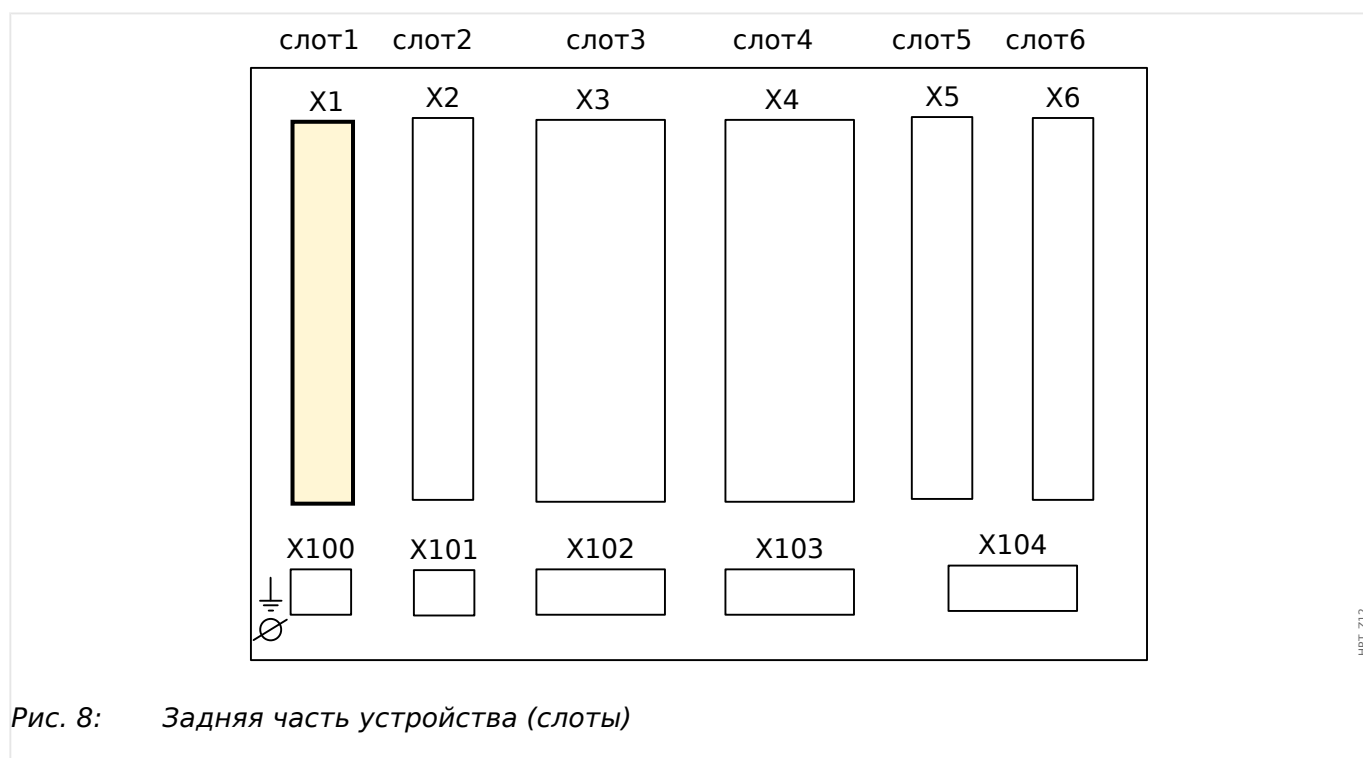 слот1 слот2 слот3 слот4 слот5 слот6
X1 X2 X3 X4 X5 X6
X100 X101 X102 X103 X104
Рис. 8: Задняя часть устройства (слоты)